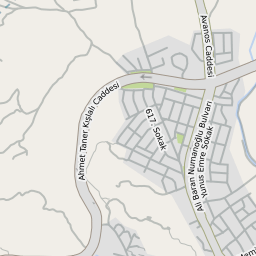 Avanos Caddesi
Ahmet Taner Kışlalı Caddesi
617. Sokak
Ali Baran Numanoğlu Bulvarı
Yunus Emre Sokak